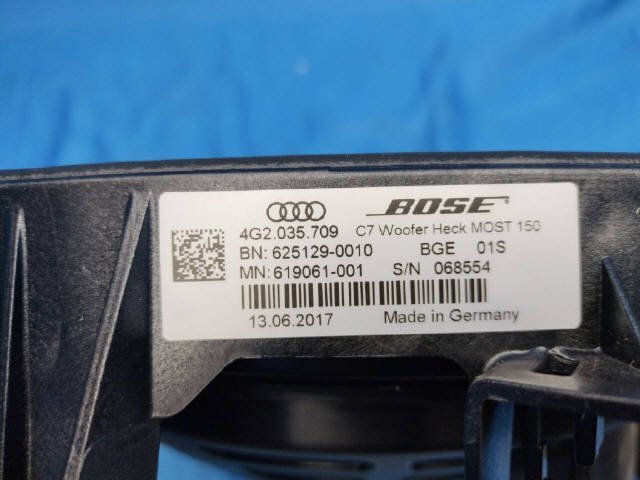 BOSE
4G2.035.709 C7 Woofer Heck MOST 150
BN: 625129-0010 BGE 01S
MN: 619061-001 S/N 068554
13.06.2017 Made in Germany